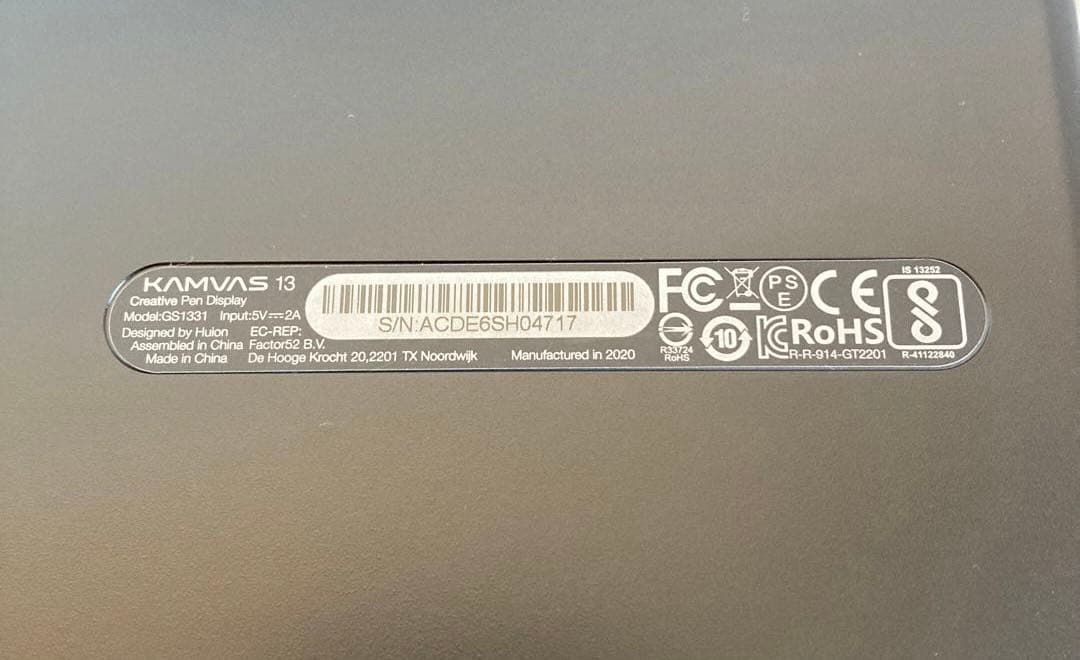 KAMVAS 13
Creative Pen Display
Model:GS1331 Input:5V⎓2A
Designed by Huion EC-REP:
Assembled in China Factor52 B.V.
Made in China De Hooge Krocht 20,2201 TX Noordwijk Manufactured in 2020
S/N:ACDE6SH04717
FC
PS
E
CE
R33724
RoHS
10
RoHS
R-R-914-GT2201
IS 13252
R-41122840